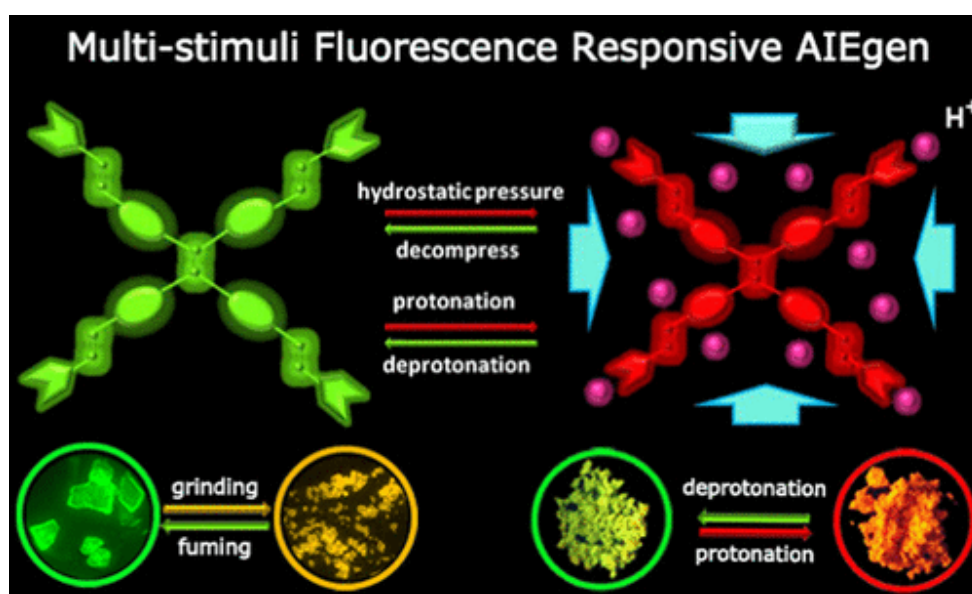 Multi-stimuli Fluorescence Responsive AIEgen
H+
hydrostatic pressure
decompress
protonation
deprotonation
grinding
fuming
deprotonation
protonation